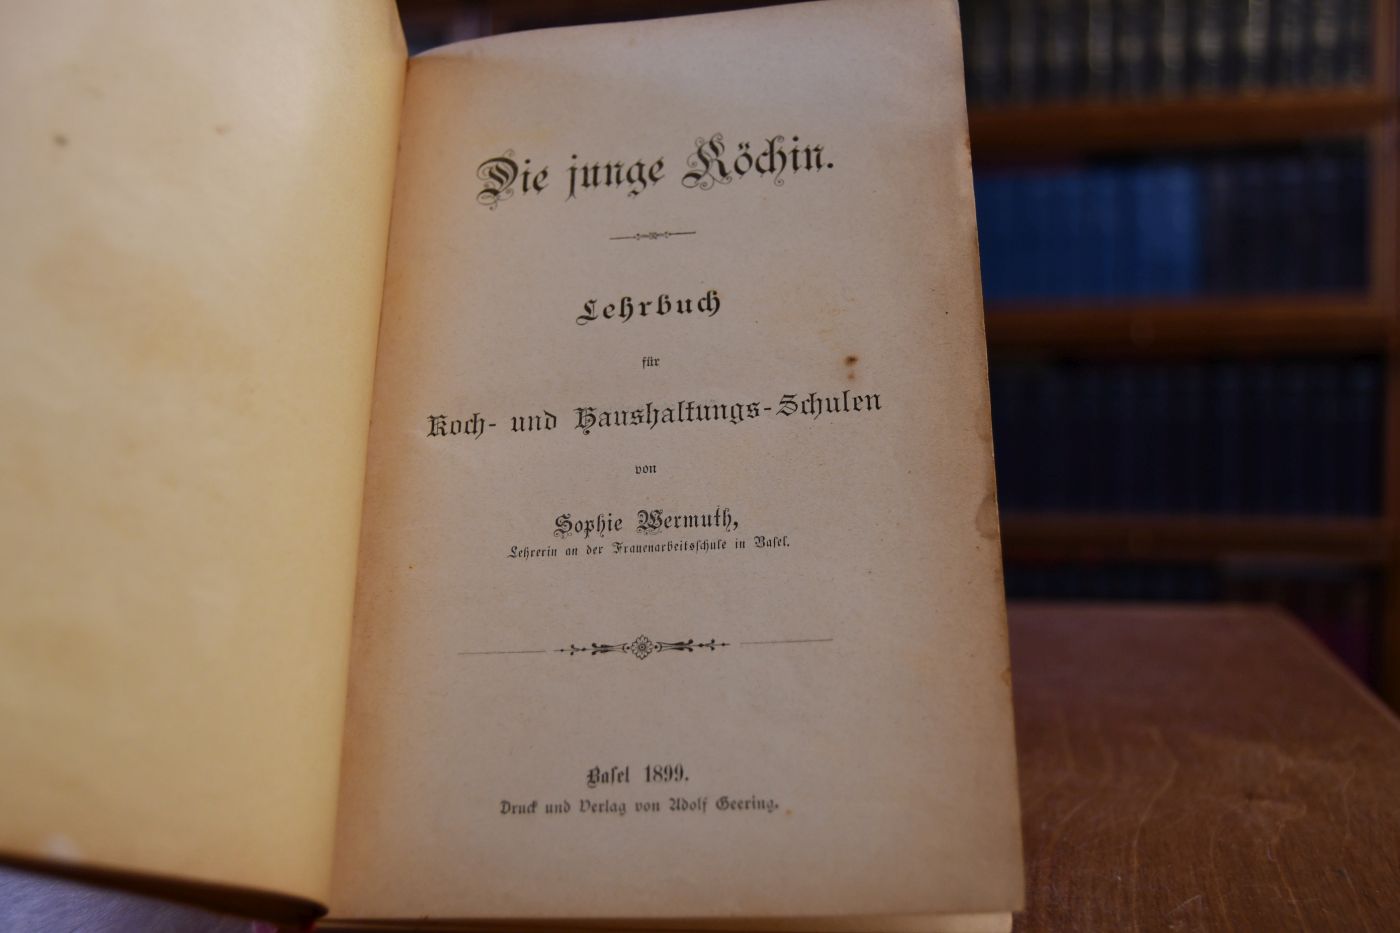 Die junge Köchin.
Lehrbuch
für
Koch- und Haushaltungs-Schulen
von
Sophie Wermuth,
Lehrerin an der Frauenarbeitsschule in Basel.
Basel 1899.
Druck und Verlag von Adolf Geering.